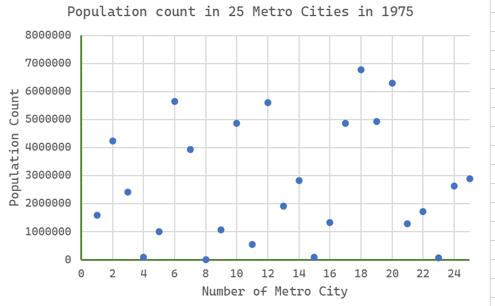 Population count in 25 Metro Cities in 1975
8000000
7000000
6000000
5000000
4000000
3000000
2000000
1000000
0
Population Count
0 2 4 6 8 10 12 14 16 18 20 22 24
Number of Metro City